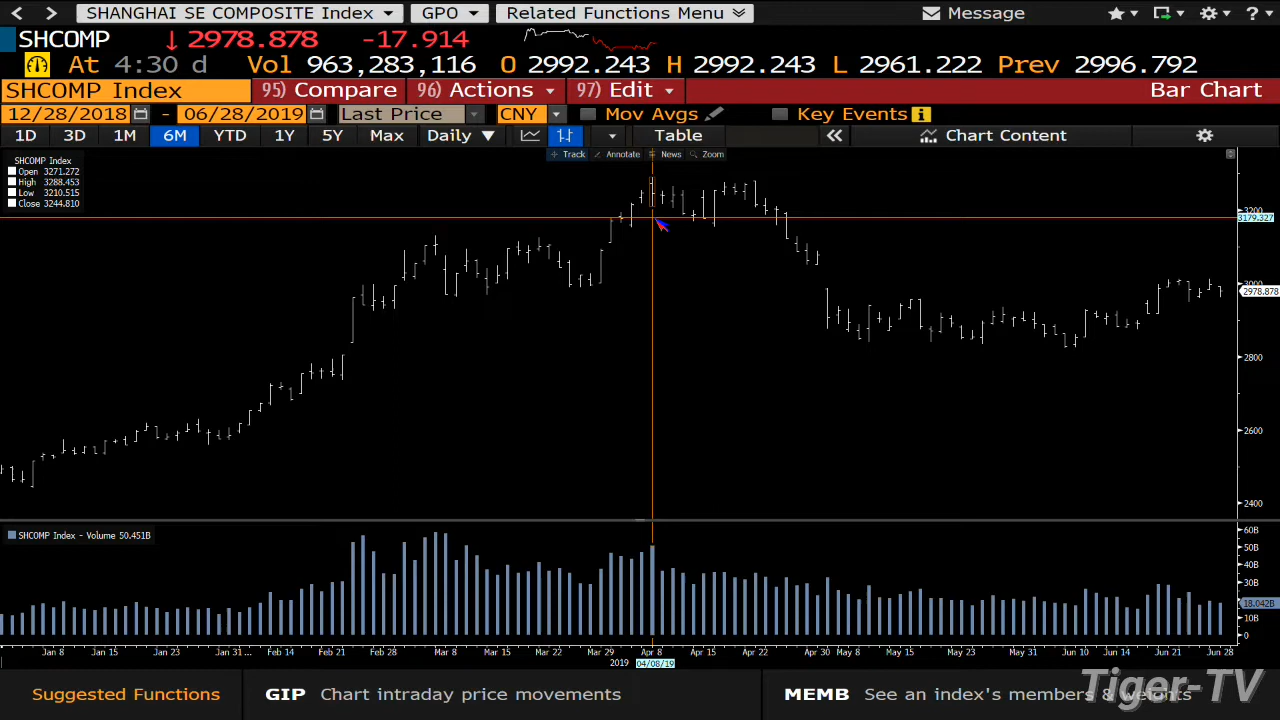 SHANGHAI SE COMPOSITE Index GPO Related Functions Menu Message ?
SHCOMP ↓ 2978.878 -17.914
At 4:30 d Vol 963,283,116 O 2992.243 H 2992.243 L 2961.222 Prev 2996.792
SHCOMP Index 95) Compare 96) Actions 97) Edit Bar Chart
12/28/2018 - 06/28/2019 Last Price CNY Mov Avgs Key Events i
1D 3D 1M 6M YTD 1Y 5Y Max Daily ▼ Table « Chart Content
Track Annotate News Zoom
SHCOMP Index
Open 3271.272
High 3288.453
Low 3210.515
Close 3244.810
3200
3179.327
3000
2978.878
2800
2600
2400
SHCOMP Index - Volume 50.451B
60B
50B
40B
30B
18.042B
10B
0
Jan 8 Jan 15 Jan 23 Jan 31... Feb 14 Feb 21 Feb 28 Mar 8 Mar 15 Mar 22 Mar 29 Apr 8 Apr 15 Apr 22 Apr 30 May 8 May 15 May 23 May 31 Jun 10 Jun 14 Jun 21 Jun 28
2019 04/08/19
Suggested Functions GIP Chart intraday price movements MEMB See an index's members & weights
Tiger-TV